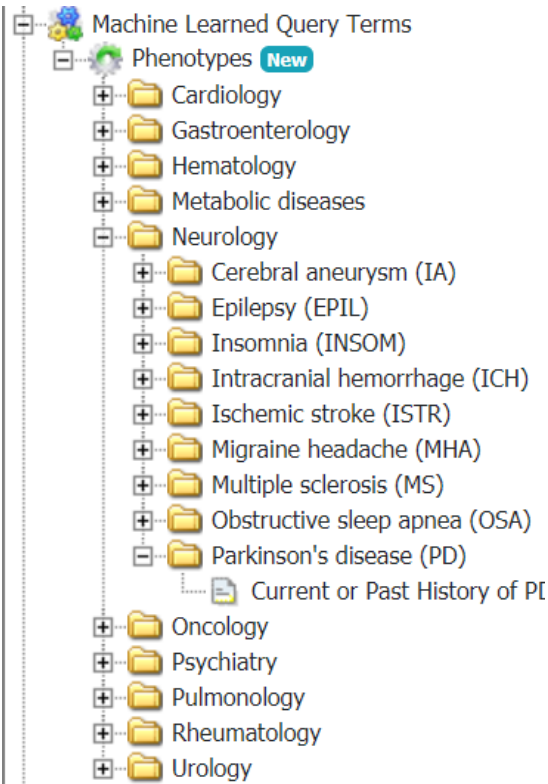 Machine Learned Query Terms
Phenotypes New
Cardiology
Gastroenterology
Hematology
Metabolic diseases
Neurology
Cerebral aneurysm (IA)
Epilepsy (EPIL)
Insomnia (INSOM)
Intracranial hemorrhage (ICH)
Ischemic stroke (ISTR)
Migraine headache (MHA)
Multiple sclerosis (MS)
Obstructive sleep apnea (OSA)
Parkinson's disease (PD)
Current or Past History of PD
Oncology
Psychiatry
Pulmonology
Rheumatology
Urology